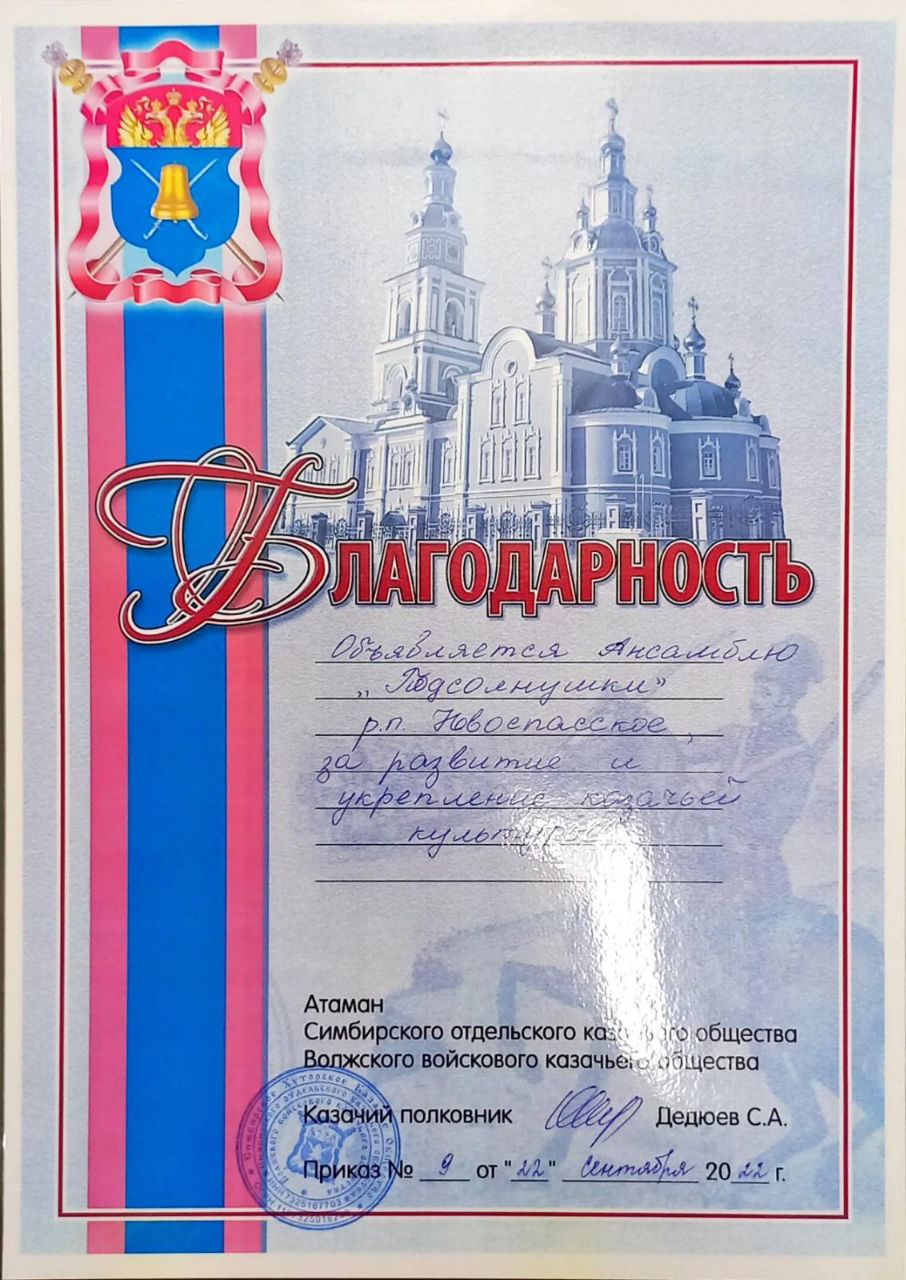 Благодарность
Объявляется Ансамблю
„Подсолнушки"
р.п. Новоспасское,
за развитие и
укрепление казачьей
культуры
Атаман
Симбирского отдельского казачьего общества
Волжского войскового казачьего общества
Казачий полковник Дедюев С.А.
Приказ № 9 от "22" сентября 2022 г.